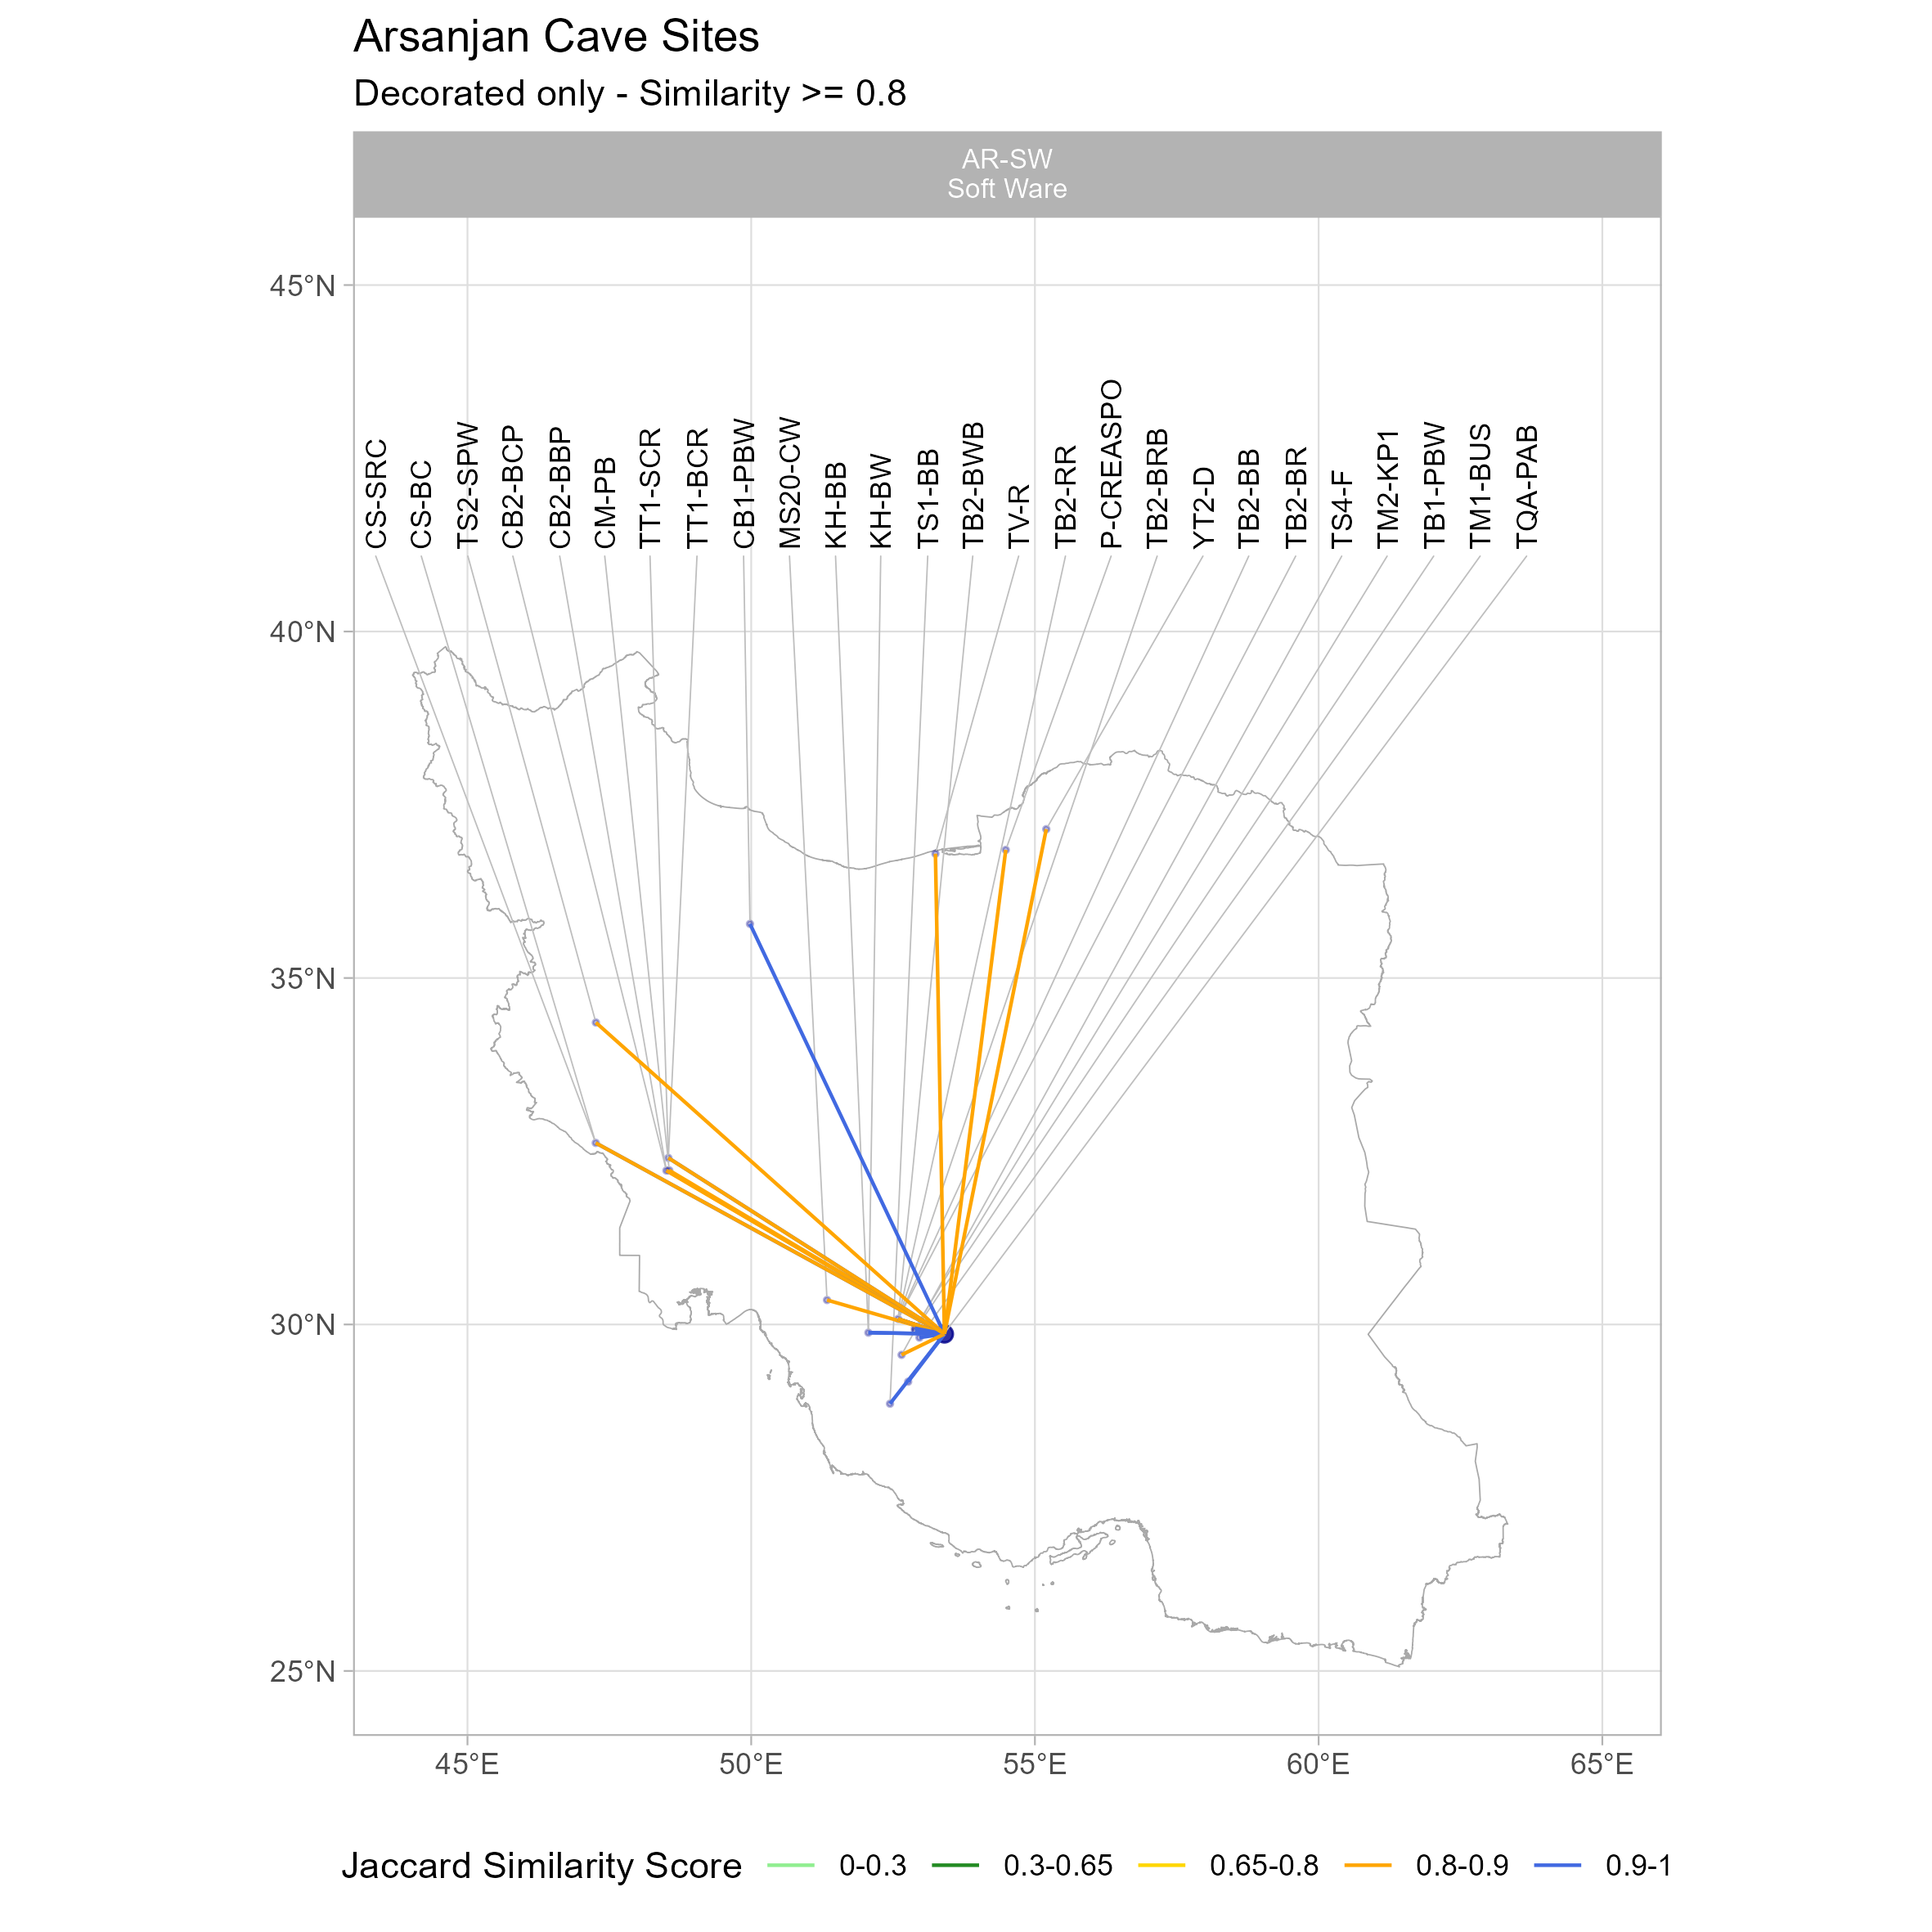 Arsanjan Cave Sites
Decorated only - Similarity >= 0.8
AR-SW
Soft Ware
45°N
40°N
35°N
30°N
25°N
CS-SRC
CS-BC
TS2-SPW
CB2-BCP
CB2-BBP
CM-PB
TT1-SCR
TT1-BCR
CB1-PBW
MS20-CW
KH-BB
KH-BW
TS1-BB
TB2-BWB
TV-R
TB2-RR
P-CREASPO
TB2-BRB
YT2-D
TB2-BB
TB2-BR
TS4-F
TM2-KP1
TB1-PBW
TM1-BUS
TQA-PAB
45°E 50°E 55°E 60°E 65°E
Jaccard Similarity Score 0-0.3 0.3-0.65 0.65-0.8 0.8-0.9 0.9-1